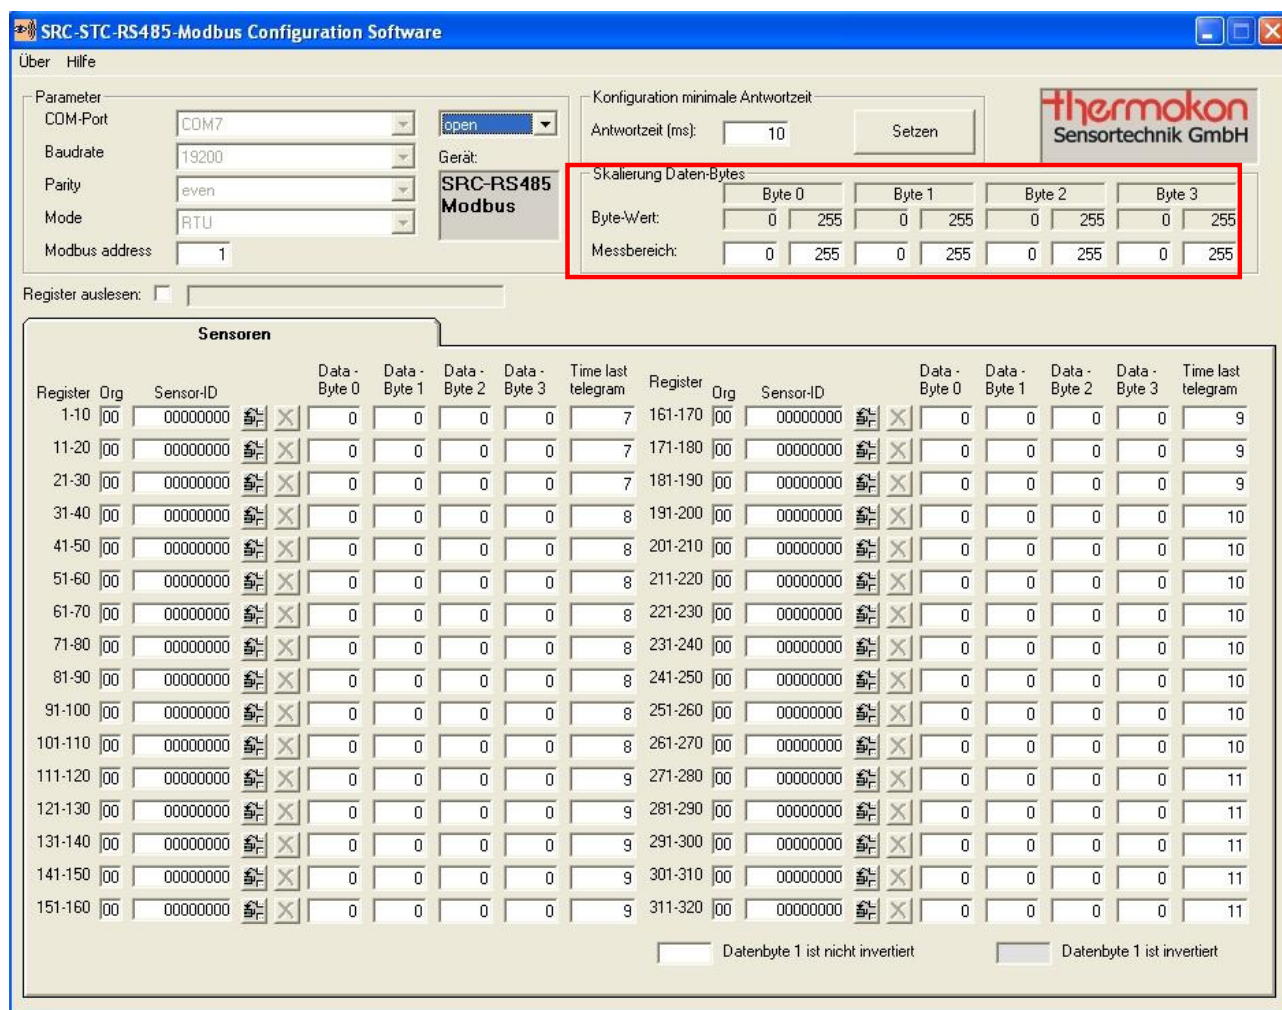 SRC-STC-RS485-Modbus Configuration Software
Über Hilfe
Parameter
COM-Port COM7 open
Baudrate 19200 Gerät:
Parity even SRC-RS485
Modbus
Mode RTU
Modbus address 1
Konfiguration minimale Antwortzeit
Antwortzeit (ms): 10 Setzen
thermokon
Sensortechnik GmbH
Skalierung Daten-Bytes
Byte 0 Byte 1 Byte 2 Byte 3
Byte-Wert: 0 255 0 255 0 255 0 255
Messbereich: 0 255 0 255 0 255 0 255
Register auslesen:
Sensoren
Register Org Sensor-ID Data - Byte 0 Data - Byte 1 Data - Byte 2 Data - Byte 3 Time last telegram Register Org Sensor-ID Data - Byte 0 Data - Byte 1 Data - Byte 2 Data - Byte 3 Time last telegram
1-10 00 00000000 0 0 0 0 7 161-170 00 00000000 0 0 0 0 9
11-20 00 00000000 0 0 0 0 7 171-180 00 00000000 0 0 0 0 9
21-30 00 00000000 0 0 0 0 7 181-190 00 00000000 0 0 0 0 9
31-40 00 00000000 0 0 0 0 8 191-200 00 00000000 0 0 0 0 10
41-50 00 00000000 0 0 0 0 8 201-210 00 00000000 0 0 0 0 10
51-60 00 00000000 0 0 0 0 8 211-220 00 00000000 0 0 0 0 10
61-70 00 00000000 0 0 0 0 8 221-230 00 00000000 0 0 0 0 10
71-80 00 00000000 0 0 0 0 8 231-240 00 00000000 0 0 0 0 10
81-90 00 00000000 0 0 0 0 8 241-250 00 00000000 0 0 0 0 10
91-100 00 00000000 0 0 0 0 8 251-260 00 00000000 0 0 0 0 10
101-110 00 00000000 0 0 0 0 8 261-270 00 00000000 0 0 0 0 10
111-120 00 00000000 0 0 0 0 9 271-280 00 00000000 0 0 0 0 11
121-130 00 00000000 0 0 0 0 9 281-290 00 00000000 0 0 0 0 11
131-140 00 00000000 0 0 0 0 9 291-300 00 00000000 0 0 0 0 11
141-150 00 00000000 0 0 0 0 9 301-310 00 00000000 0 0 0 0 11
151-160 00 00000000 0 0 0 0 9 311-320 00 00000000 0 0 0 0 11
Datenbyte 1 ist nicht invertiert Datenbyte 1 ist invertiert